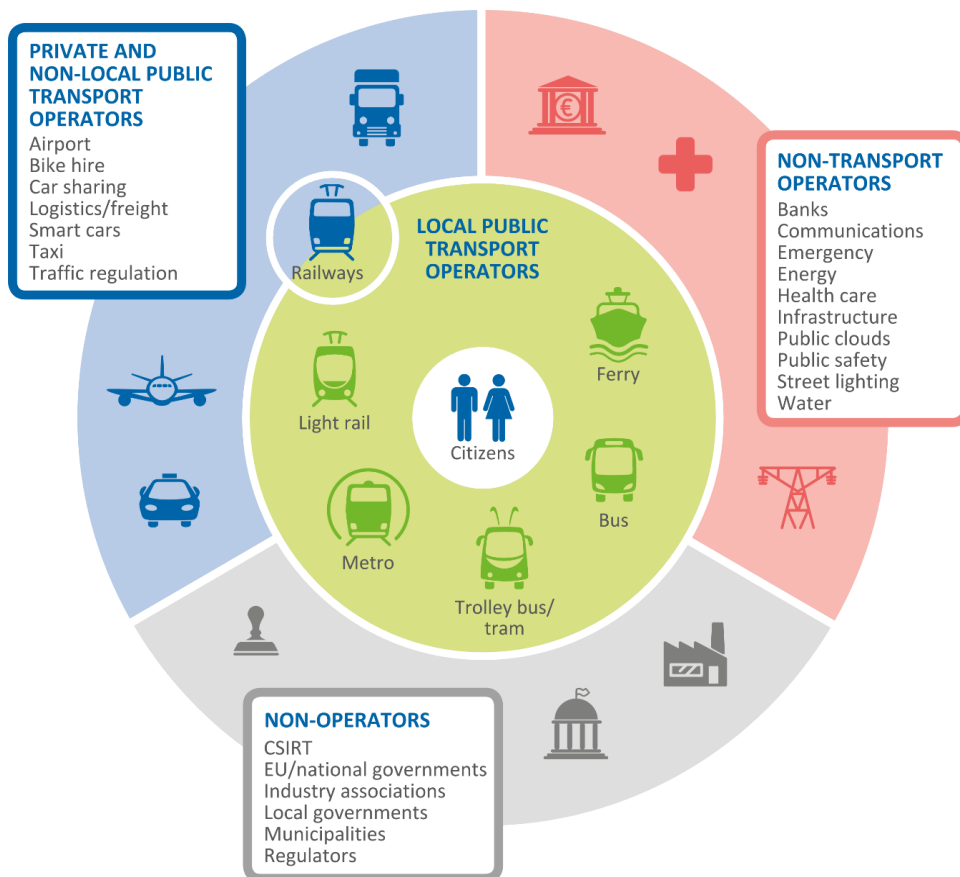 PRIVATE AND
NON-LOCAL PUBLIC
TRANSPORT
OPERATORS
Airport
Bike hire
Car sharing
Logistics/freight
Smart cars
Taxi
Traffic regulation
€
NON-TRANSPORT
OPERATORS
Banks
Communications
Emergency
Energy
Health care
Infrastructure
Public clouds
Public safety
Street lighting
Water
LOCAL PUBLIC
TRANSPORT
OPERATORS
Railways
Ferry
Light rail
Citizens
Bus
Metro
Trolley bus/
tram
NON-OPERATORS
CSIRT
EU/national governments
Industry associations
Local governments
Municipalities
Regulators